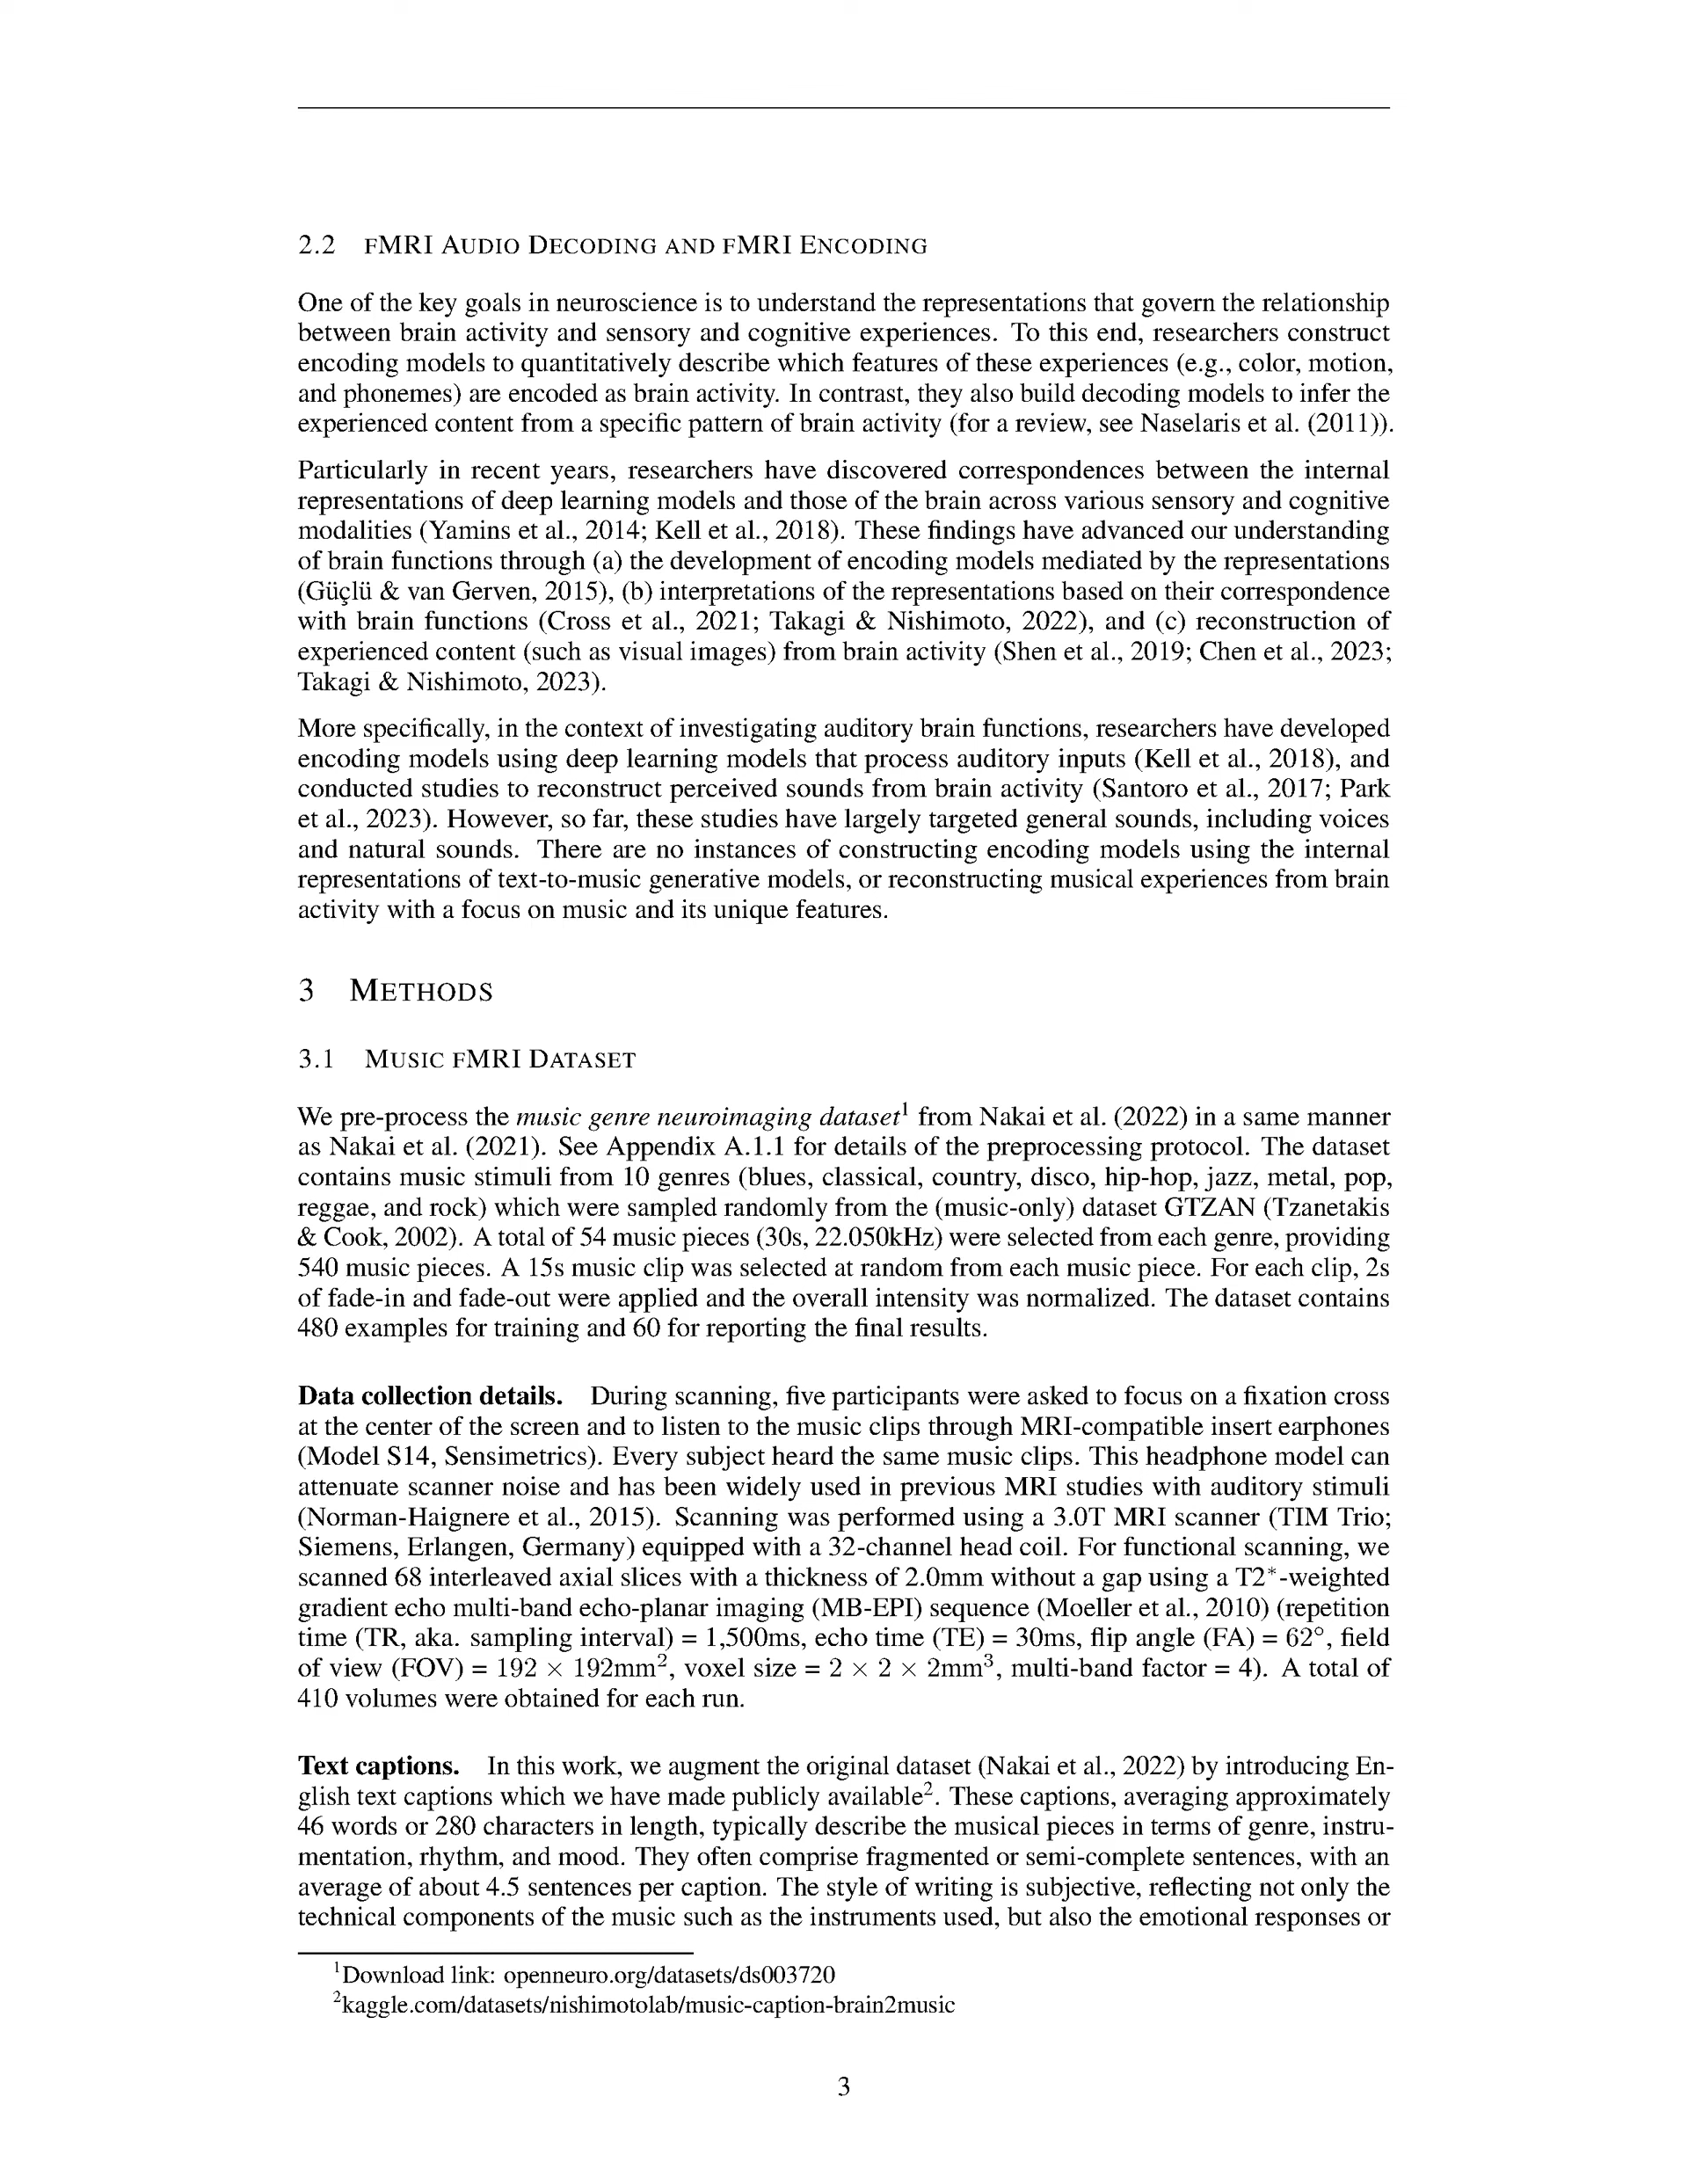 2.2 FMRI AUDIO DECODING AND FMRI ENCODING
One of the key goals in neuroscience is to understand the representations that govern the relationship
between brain activity and sensory and cognitive experiences. To this end, researchers construct
encoding models to quantitatively describe which features of these experiences (e.g., color, motion,
and phonemes) are encoded as brain activity. In contrast, they also build decoding models to infer the
experienced content from a specific pattern of brain activity (for a review, see Naselaris et al. (2011)).
Particularly in recent years, researchers have discovered correspondences between the internal
representations of deep learning models and those of the brain across various sensory and cognitive
modalities (Yamins et al., 2014; Kell et al., 2018). These findings have advanced our understanding
of brain functions through (a) the development of encoding models mediated by the representations
(Güçlü & van Gerven, 2015), (b) interpretations of the representations based on their correspondence
with brain functions (Cross et al., 2021; Takagi & Nishimoto, 2022), and (c) reconstruction of
experienced content (such as visual images) from brain activity (Shen et al., 2019; Chen et al., 2023;
Takagi & Nishimoto, 2023).
More specifically, in the context of investigating auditory brain functions, researchers have developed
encoding models using deep learning models that process auditory inputs (Kell et al., 2018), and
conducted studies to reconstruct perceived sounds from brain activity (Santoro et al., 2017; Park
et al., 2023). However, so far, these studies have largely targeted general sounds, including voices
and natural sounds. There are no instances of constructing encoding models using the internal
representations of text-to-music generative models, or reconstructing musical experiences from brain
activity with a focus on music and its unique features.
3 METHODS
3.1 MUSIC FMRI DATASET
We pre-process the music genre neuroimaging dataset¹ from Nakai et al. (2022) in a same manner
as Nakai et al. (2021). See Appendix A.1.1 for details of the preprocessing protocol. The dataset
contains music stimuli from 10 genres (blues, classical, country, disco, hip-hop, jazz, metal, pop,
reggae, and rock) which were sampled randomly from the (music-only) dataset GTZAN (Tzanetakis
& Cook, 2002). A total of 54 music pieces (30s, 22.050kHz) were selected from each genre, providing
540 music pieces. A 15s music clip was selected at random from each music piece. For each clip, 2s
of fade-in and fade-out were applied and the overall intensity was normalized. The dataset contains
480 examples for training and 60 for reporting the final results.
Data collection details. During scanning, five participants were asked to focus on a fixation cross
at the center of the screen and to listen to the music clips through MRI-compatible insert earphones
(Model S14, Sensimetrics). Every subject heard the same music clips. This headphone model can
attenuate scanner noise and has been widely used in previous MRI studies with auditory stimuli
(Norman-Haignere et al., 2015). Scanning was performed using a 3.0T MRI scanner (TIM Trio;
Siemens, Erlangen, Germany) equipped with a 32-channel head coil. For functional scanning, we
scanned 68 interleaved axial slices with a thickness of 2.0mm without a gap using a T2*-weighted
gradient echo multi-band echo-planar imaging (MB-EPI) sequence (Moeller et al., 2010) (repetition
time (TR, aka. sampling interval) = 1,500ms, echo time (TE) = 30ms, flip angle (FA) = 62°, field
of view (FOV) = 192 × 192mm², voxel size = 2 × 2 × 2mm³, multi-band factor = 4). A total of
410 volumes were obtained for each run.
Text captions. In this work, we augment the original dataset (Nakai et al., 2022) by introducing En-
glish text captions which we have made publicly available². These captions, averaging approximately
46 words or 280 characters in length, typically describe the musical pieces in terms of genre, instru-
mentation, rhythm, and mood. They often comprise fragmented or semi-complete sentences, with an
average of about 4.5 sentences per caption. The style of writing is subjective, reflecting not only the
technical components of the music such as the instruments used, but also the emotional responses or
¹Download link: openneuro.org/datasets/ds003720
²kaggle.com/datasets/nishimotolab/music-caption-brain2music
3